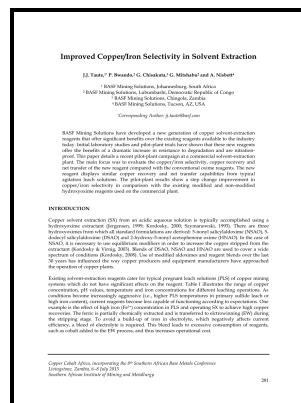 Improved Copper/Iron Selectivity in Solvent Extraction
J.J. Taute,¹ P. Bwando,² G. Chisakuta,³ G. Mitshabu² and A. Nisbett⁴
¹ BASF Mining Solutions, Johannesburg, South Africa
² BASF Mining Solutions, Lubumbashi, Democratic Republic of Congo
³ BASF Mining Solutions, Chingola, Zambia
⁴ BASF Mining Solutions, Tucson, AZ, USA
BASF Mining Solutions have developed a new generation of copper solvent-extraction
reagents that offer significant benefits over the existing reagents available to the industry
today. Initial laboratory studies and pilot-plant trials have shown that these new reagents
offer the benefits of a dramatic increase in resistance to degradation and are nitration-
proof. This paper details a recent pilot-plant campaign at a commercial solvent-extraction
plant. The main focus was to evaluate the copper/iron selectivity, copper recovery and
net transfer of the new reagent compared with the conventional oxime reagents. The new
reagent displays similar copper recovery and net transfer capabilities from typical
agitation leach solutions. The pilot-plant results show a step change improvement in
copper/iron selectivity in comparison with the existing modified and non-modified
hydroxyoxime reagents used on the commercial plant.
INTRODUCTION
Copper solvent extraction (SX) from an aqueous solution is typically accomplished using a
hydroxyoxime extractant (Jergensen, 1999; Kordosky, 2000; Szymanowski, 1993). There are three
hydroxyoximes from which all standard formulations are derived: 5-nonyl salicylaldoxime (NSAO), 5-
dodecyl salicylaldoxime (DSAO) and 2-hydroxy-5-nonyl acetophenone oxime (HNAO). In the case of
NSAO, it is necessary to use equilibrium modifiers in order to increase the copper stripped from the
extractant (Kordosky & Virnig, 2003). Blends of DSAO, NSAO and HNAO are used to cover a wide
spectrum of conditions (Kordosky, 2008). Use of modified aldoximes and reagent blends over the last
30 years has influenced the way copper producers and equipment manufacturers have approached
the operation of copper plants.
Existing solvent-extraction reagents cater for typical pregnant leach solutions (PLS) of copper mining
systems which do not have significant effects on the reagent. Table I illustrates the range of copper
concentration, pH values, temperature and iron concentrations for different leaching operations. As
conditions become increasingly aggressive (i.e., higher PLS temperatures in primary sulfide leach or
high iron content), current reagents become less capable of functioning according to expectations. One
example is the effect of high iron (Fe³⁺) concentration in PLS and operating SX to achieve high copper
recoveries. The ferric is partially chemically extracted and is transferred to electrowinning (EW) during
the stripping stage. To avoid a build-up of iron in electrolyte, which negatively affects current
efficiency, a bleed of electrolyte is required. This bleed leads to excessive consumption of reagents,
such as cobalt added to the EW process, and thus increases operational cost.
Copper Cobalt Africa, incorporating the 8th Southern African Base Metals Conference
Livingstone, Zambia, 6–8 July 2015
Southern African Institute of Mining and Metallurgy
281